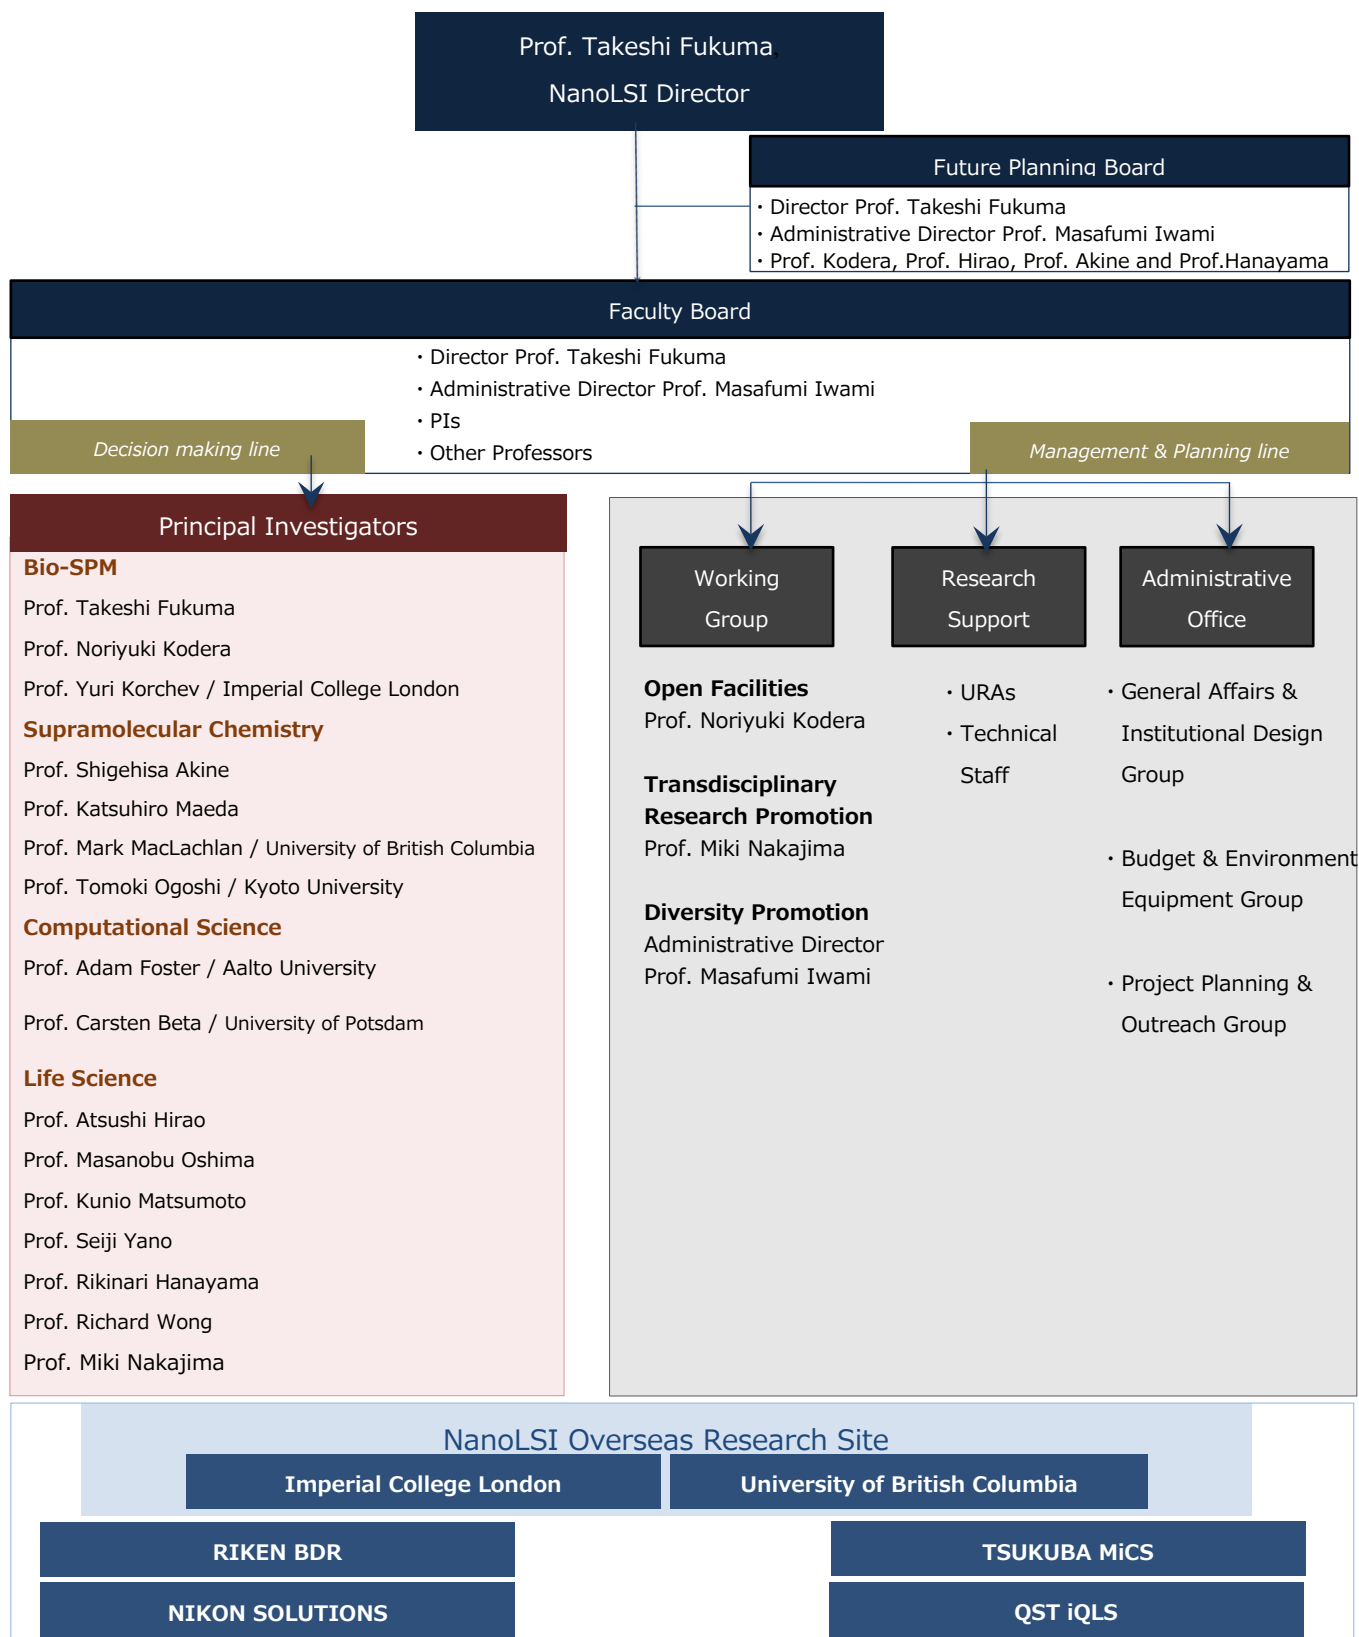 Prof. Takeshi Fukuma,
NanoLSI Director
Future Planning Board
・Director Prof. Takeshi Fukuma
・Administrative Director Prof. Masafumi Iwami
・Prof. Kodera, Prof. Hirao, Prof. Akine and Prof.Hanayama
Faculty Board
・Director Prof. Takeshi Fukuma
・Administrative Director Prof. Masafumi Iwami
・PIs
・Other Professors
Decision making line
Management & Planning line
Principal Investigators
Bio-SPM
Prof. Takeshi Fukuma
Prof. Noriyuki Kodera
Prof. Yuri Korchev / Imperial College London
Supramolecular Chemistry
Prof. Shigehisa Akine
Prof. Katsuhiro Maeda
Prof. Mark MacLachlan / University of British Columbia
Prof. Tomoki Ogoshi / Kyoto University
Computational Science
Prof. Adam Foster / Aalto University
Prof. Carsten Beta / University of Potsdam
Life Science
Prof. Atsushi Hirao
Prof. Masanobu Oshima
Prof. Kunio Matsumoto
Prof. Seiji Yano
Prof. Rikinari Hanayama
Prof. Richard Wong
Prof. Miki Nakajima
Working
Group
Open Facilities
Prof. Noriyuki Kodera
Transdisciplinary
Research Promotion
Prof. Miki Nakajima
Diversity Promotion
Administrative Director
Prof. Masafumi Iwami
Research
Support
・URAs
・Technical
Staff
Administrative
Office
・General Affairs &
Institutional Design
Group
・Budget & Environment
Equipment Group
・Project Planning &
Outreach Group
NanoLSI Overseas Research Site
Imperial College London
University of British Columbia
RIKEN BDR
TSUKUBA MiCS
NIKON SOLUTIONS
QST iQLS